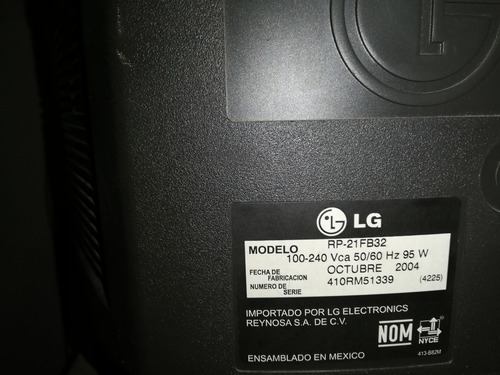 LG
MODELO RP-21FB32
100-240 Vca 50/60 Hz 95 W
FECHA DE FABRICACION OCTUBRE 2004
NUMERO DE SERIE 410RM51339 (4225)
IMPORTADO POR LG ELECTRONICS
REYNOSA S.A. DE C.V.
NOM NYCE
ENSAMBLADO EN MEXICO 413-B82M